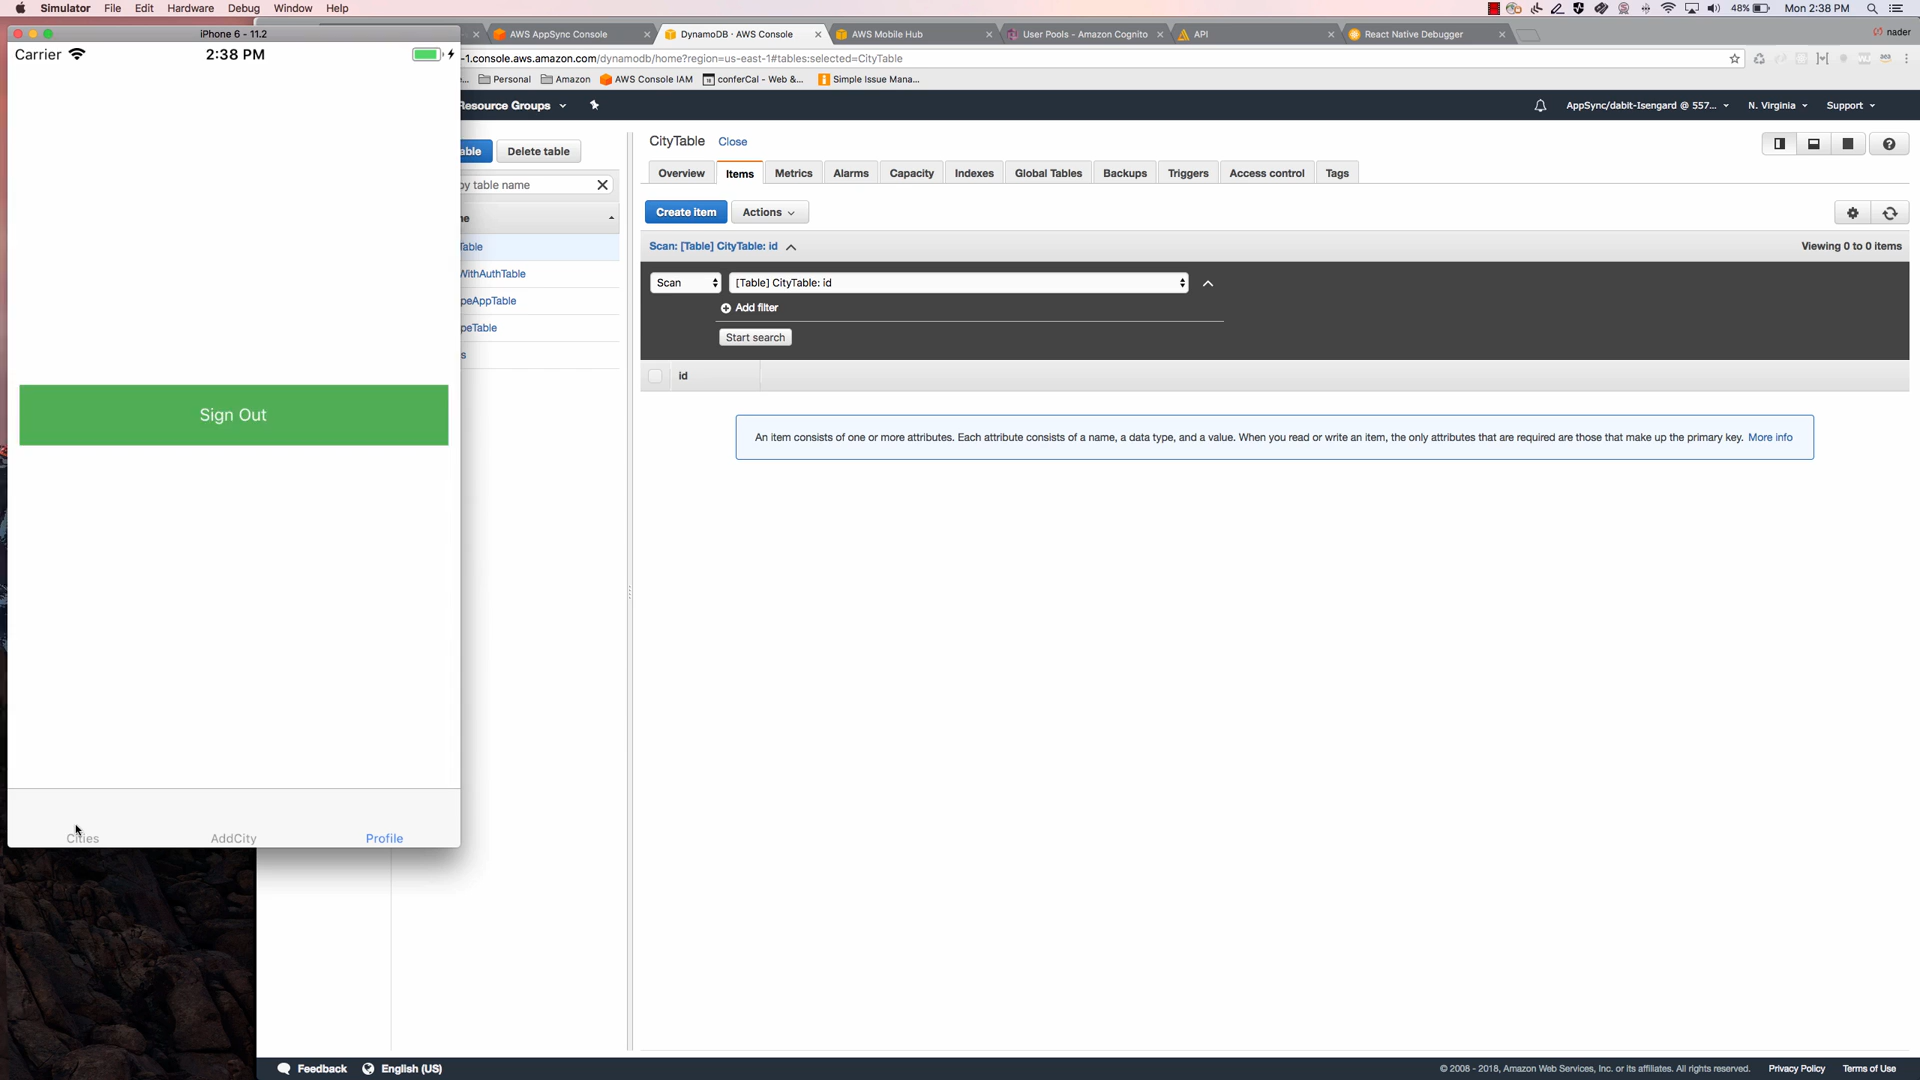 Simulator File Edit Hardware Debug Window Help
48% Mon 2:38 PM
iPhone 6 - 11.2
AWS AppSync Console
DynamoDB · AWS Console
AWS Mobile Hub
User Pools - Amazon Cognito
API
React Native Debugger
nader
Carrier 2:38 PM
-1.console.aws.amazon.com/dynamodb/home?region=us-east-1#tables:selected=CityTable
Personal Amazon AWS Console IAM conferCal - Web &... Simple Issue Mana...
Resource Groups
AppSync/dabit-Isengard @ 557... N. Virginia Support
able Delete table
by table name
me
Table
WithAuthTable
peAppTable
peTable
s
CityTable Close
Overview Items Metrics Alarms Capacity Indexes Global Tables Backups Triggers Access control Tags
Create item Actions
Scan: [Table] CityTable: id Viewing 0 to 0 items
Scan [Table] CityTable: id
Add filter
Start search
id
An item consists of one or more attributes. Each attribute consists of a name, a data type, and a value. When you read or write an item, the only attributes that are required are those that make up the primary key. More info
Sign Out
Cities AddCity Profile
Feedback English (US)
© 2008 - 2018, Amazon Web Services, Inc. or its affiliates. All rights reserved. Privacy Policy Terms of Use